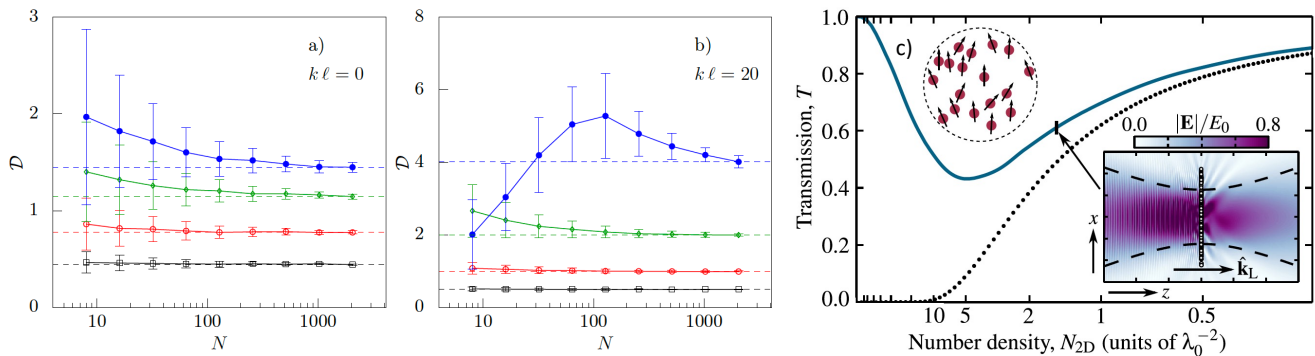 3
2
1
0
𝒟
10
100
1000
N
a)
k ℓ = 0
8
6
4
2
0
𝒟
10
100
1000
N
b)
k ℓ = 20
1.0
0.8
0.6
0.4
0.2
0.0
Transmission, T
c)
0.0 |E|/E₀ 0.8
x
k̂_L
z
10 5 2 1 0.5
Number density, N₂D (units of λ₀⁻²)